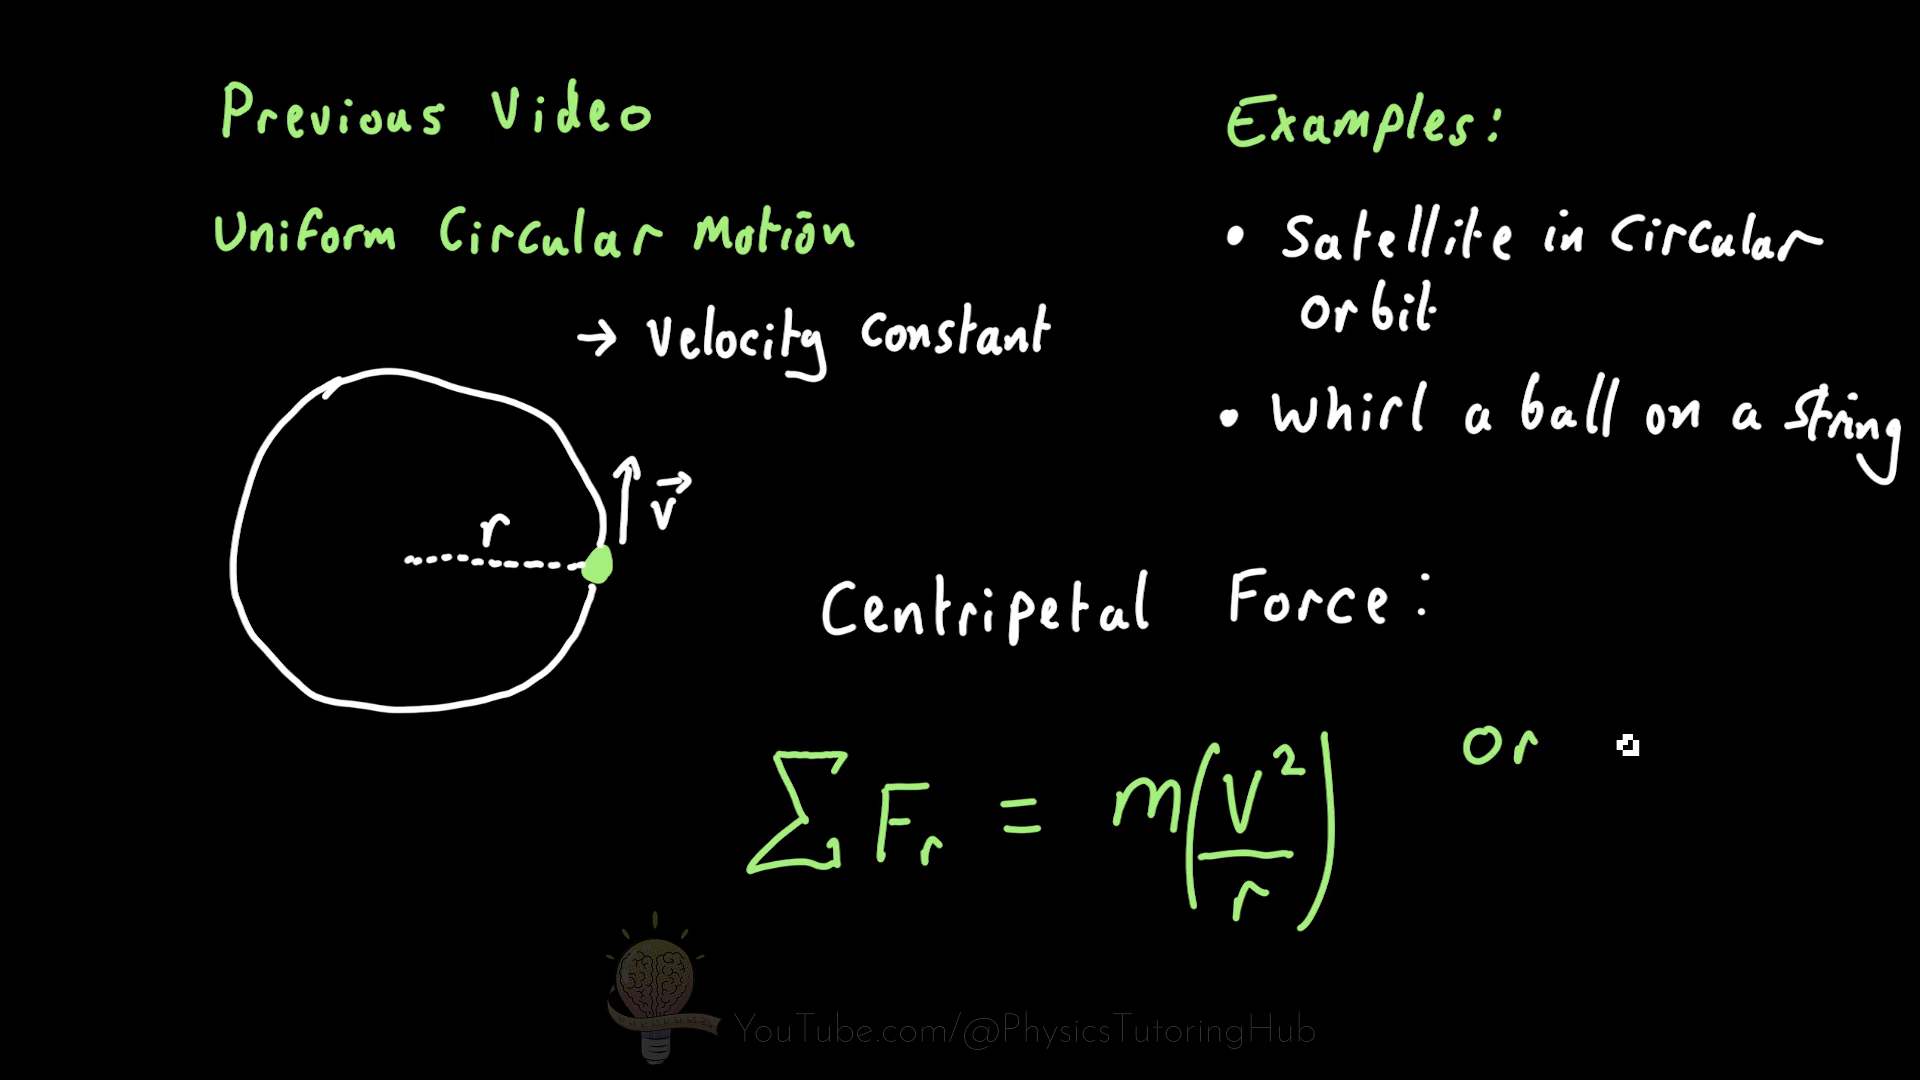 Previous Video
Uniform Circular Motion
→ Velocity Constant
r
v⃗
Examples:
• Satellite in Circular
orbit
• Whirl a ball on a string
Centripetal Force:
∑ Fr = m(v²/r) or
YouTube.com/@PhysicsTutoringHub